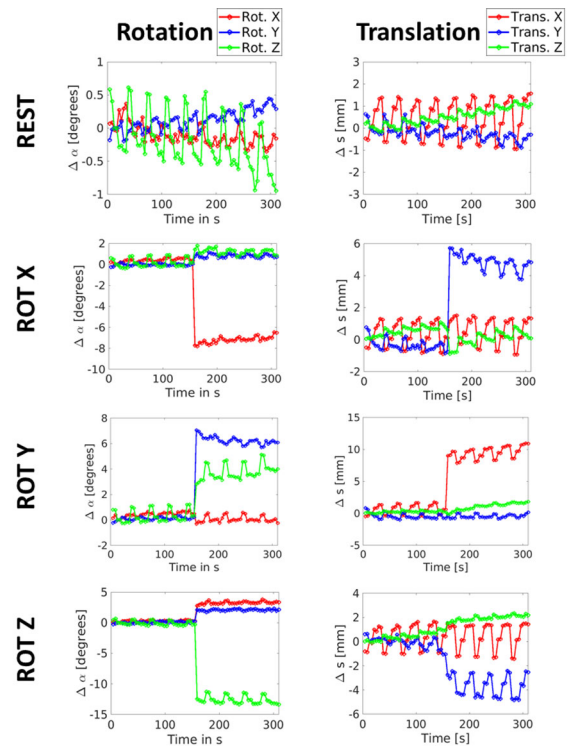 Rotation
Rot. X
Rot. Y
Rot. Z
Translation
Trans. X
Trans. Y
Trans. Z
REST
Δ α [degrees]
1
0.5
0
-0.5
-1
0 100 200 300
Time in s
Δ s [mm]
3
2
1
0
-1
-2
-3
0 100 200 300
Time [s]
ROT X
Δ α [degrees]
2
0
-2
-4
-6
-8
-10
0 100 200 300
Time in s
Δ s [mm]
6
4
2
0
-2
0 100 200 300
Time [s]
ROT Y
Δ α [degrees]
8
6
4
2
0
-2
0 100 200 300
Time in s
Δ s [mm]
15
10
5
0
-5
0 100 200 300
Time [s]
ROT Z
Δ α [degrees]
5
0
-5
-10
-15
0 100 200 300
Time in s
Δ s [mm]
4
2
0
-2
-4
-6
0 100 200 300
Time [s]